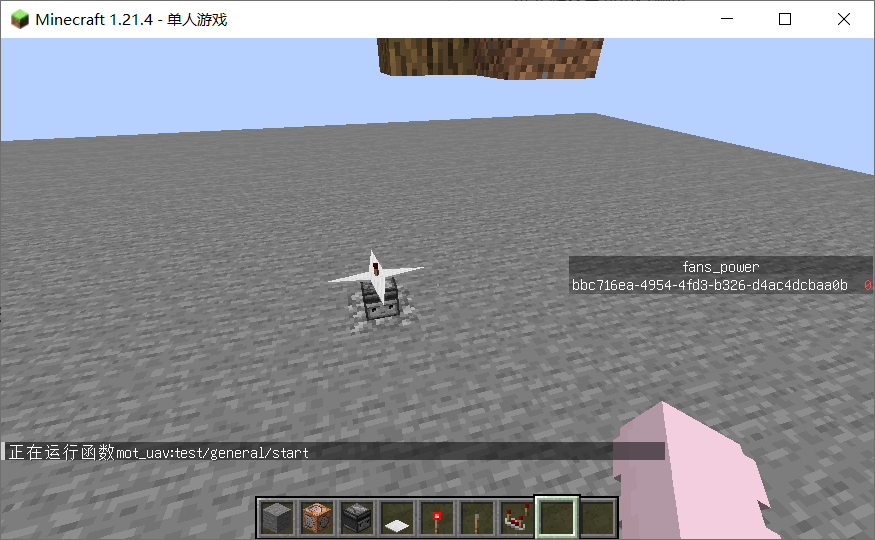 Minecraft 1.21.4 - 单人游戏
fans_power
bbc716ea-4954-4fd3-b326-d4ac4dcbaa0b 0
正在运行函数mot_uav:test/general/start